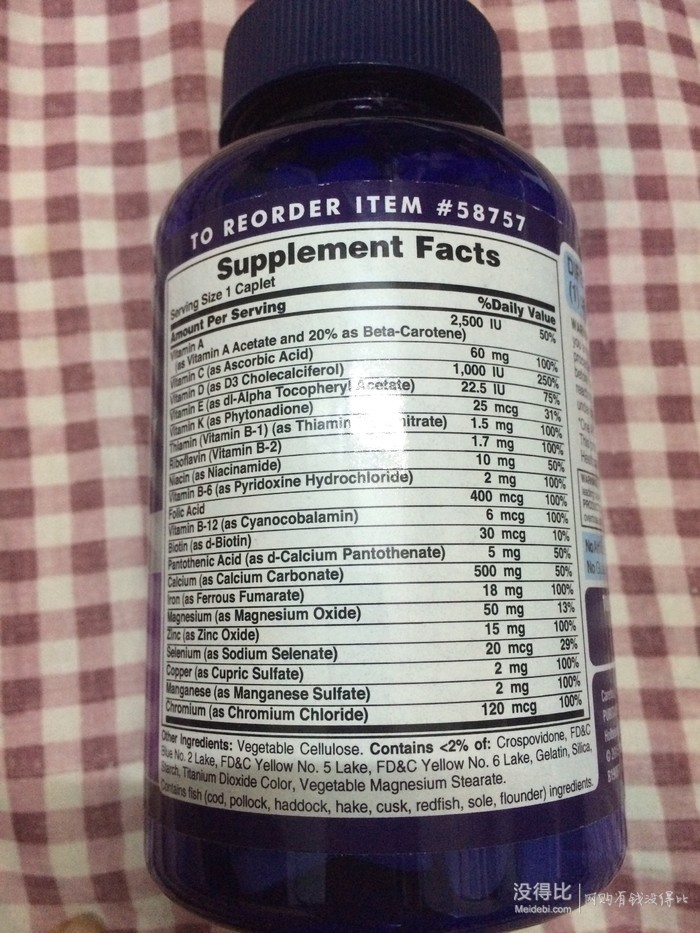 TO REORDER ITEM #58757
Supplement Facts
Serving Size 1 Caplet
Amount Per Serving %Daily Value
Vitamin A 2,500 IU 50%
(as Vitamin A Acetate and 20% as Beta-Carotene)
Vitamin C (as Ascorbic Acid) 60 mg 100%
Vitamin D (as D3 Cholecalciferol) 1,000 IU 250%
Vitamin E (as dl-Alpha Tocopheryl Acetate) 22.5 IU 75%
Vitamin K (as Phytonadione) 25 mcg 31%
Thiamin (Vitamin B-1) (as Thiamin nitrate) 1.5 mg 100%
Riboflavin (Vitamin B-2) 1.7 mg 100%
Niacin (as Niacinamide) 10 mg 50%
Vitamin B-6 (as Pyridoxine Hydrochloride) 2 mg 100%
Folic Acid 400 mcg 100%
Vitamin B-12 (as Cyanocobalamin) 6 mcg 100%
Biotin (as d-Biotin) 30 mcg 10%
Pantothenic Acid (as d-Calcium Pantothenate) 5 mg 50%
Calcium (as Calcium Carbonate) 500 mg 50%
Iron (as Ferrous Fumarate) 18 mg 100%
Magnesium (as Magnesium Oxide) 50 mg 13%
Zinc (as Zinc Oxide) 15 mg 100%
Selenium (as Sodium Selenate) 20 mcg 29%
Copper (as Cupric Sulfate) 2 mg 100%
Manganese (as Manganese Sulfate) 2 mg 100%
Chromium (as Chromium Chloride) 120 mcg 100%
Other Ingredients: Vegetable Cellulose. Contains <2% of: Crospovidone, FD&C
Blue No. 2 Lake, FD&C Yellow No. 5 Lake, FD&C Yellow No. 6 Lake, Gelatin, Silica,
Starch, Titanium Dioxide Color, Vegetable Magnesium Stearate.
Contains fish (cod, pollock, haddock, hake, cusk, redfish, sole, flounder) ingredients.
没得比
Meidebi.com
网购有钱没得比